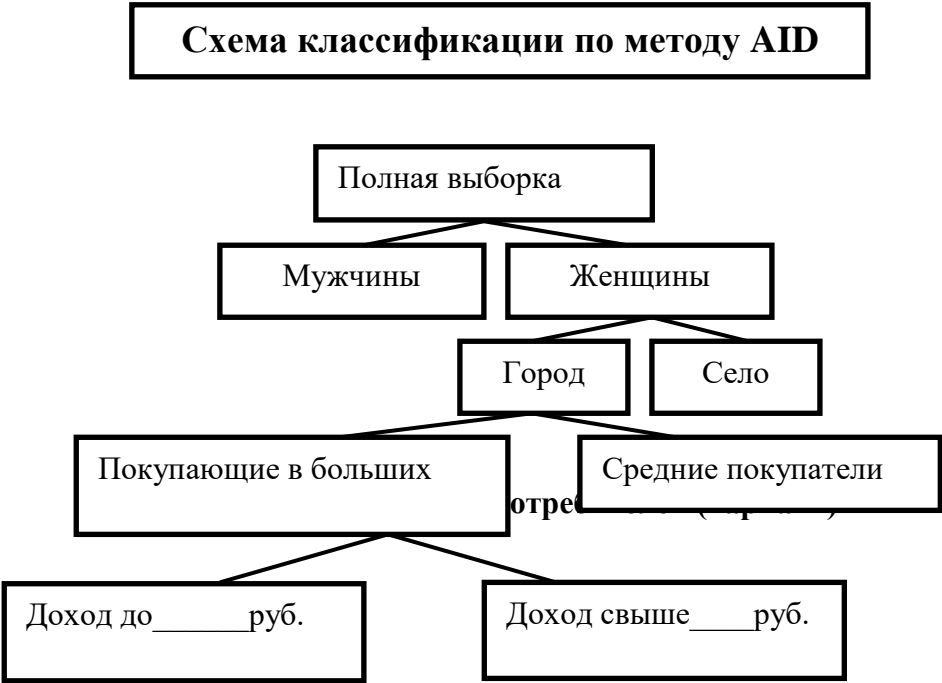 Схема классификации по методу AID
Полная выборка
Мужчины
Женщины
Город
Село
Покупающие в больших
Средние покупатели
Доход до______руб.
Доход свыше____руб.